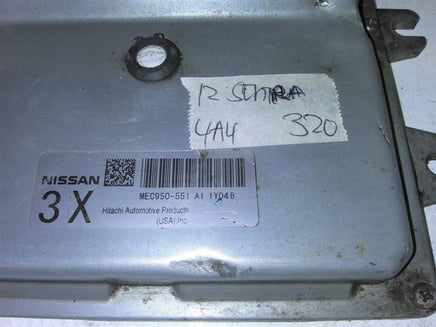 12 SENTRA
4A4 320
NISSAN
3X
MEC950-551 A1 1Y04B
Hitachi Automotive Products
(USA) Inc.